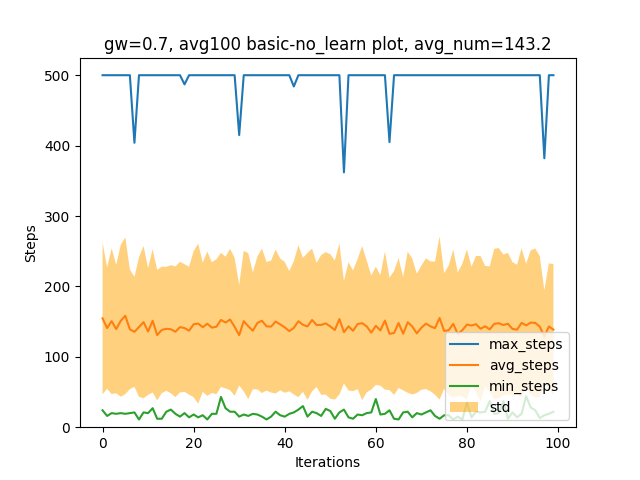 gw=0.7, avg100 basic-no_learn plot, avg_num=143.2
500
400
300
200
100
0
Steps
max_steps
avg_steps
min_steps
std
0
20
40
60
80
100
Iterations